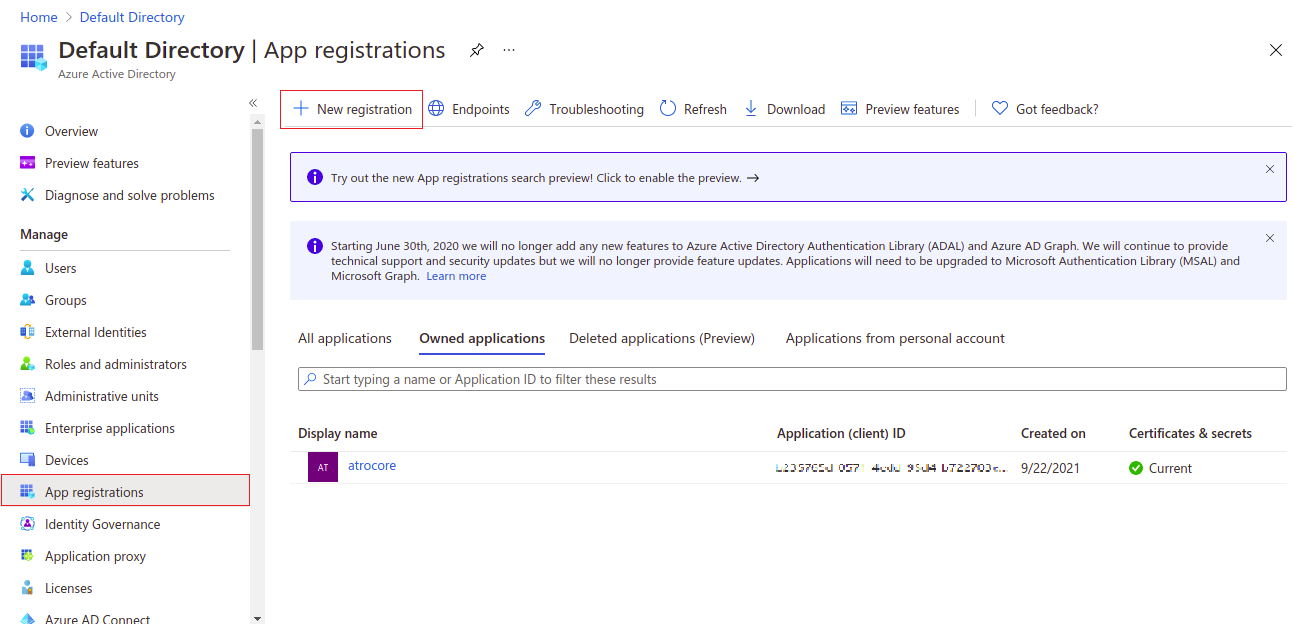 Home > Default Directory
Default Directory | App registrations
Azure Active Directory
Overview
Preview features
Diagnose and solve problems
Manage
Users
Groups
External Identities
Roles and administrators
Administrative units
Enterprise applications
Devices
App registrations
Identity Governance
Application proxy
Licenses
Azure AD Connect
New registration Endpoints Troubleshooting Refresh Download Preview features Got feedback?
Try out the new App registrations search preview! Click to enable the preview. →
Starting June 30th, 2020 we will no longer add any new features to Azure Active Directory Authentication Library (ADAL) and Azure AD Graph. We will continue to provide
technical support and security updates but we will no longer provide feature updates. Applications will need to be upgraded to Microsoft Authentication Library (MSAL) and
Microsoft Graph. Learn more
All applications Owned applications Deleted applications (Preview) Applications from personal account
Start typing a name or Application ID to filter these results
Display name Application (client) ID Created on Certificates & secrets
AT atrocore 9/22/2021 Current